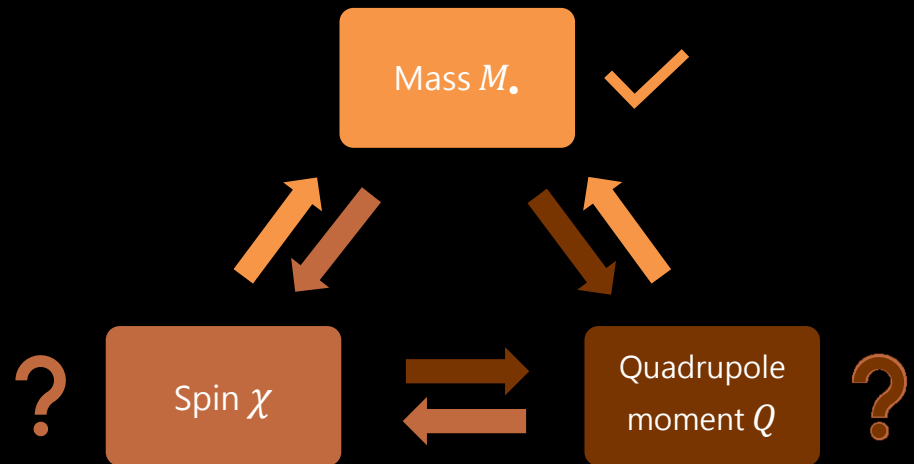 Mass M•
?
Spin χ
Quadrupole
moment Q
?